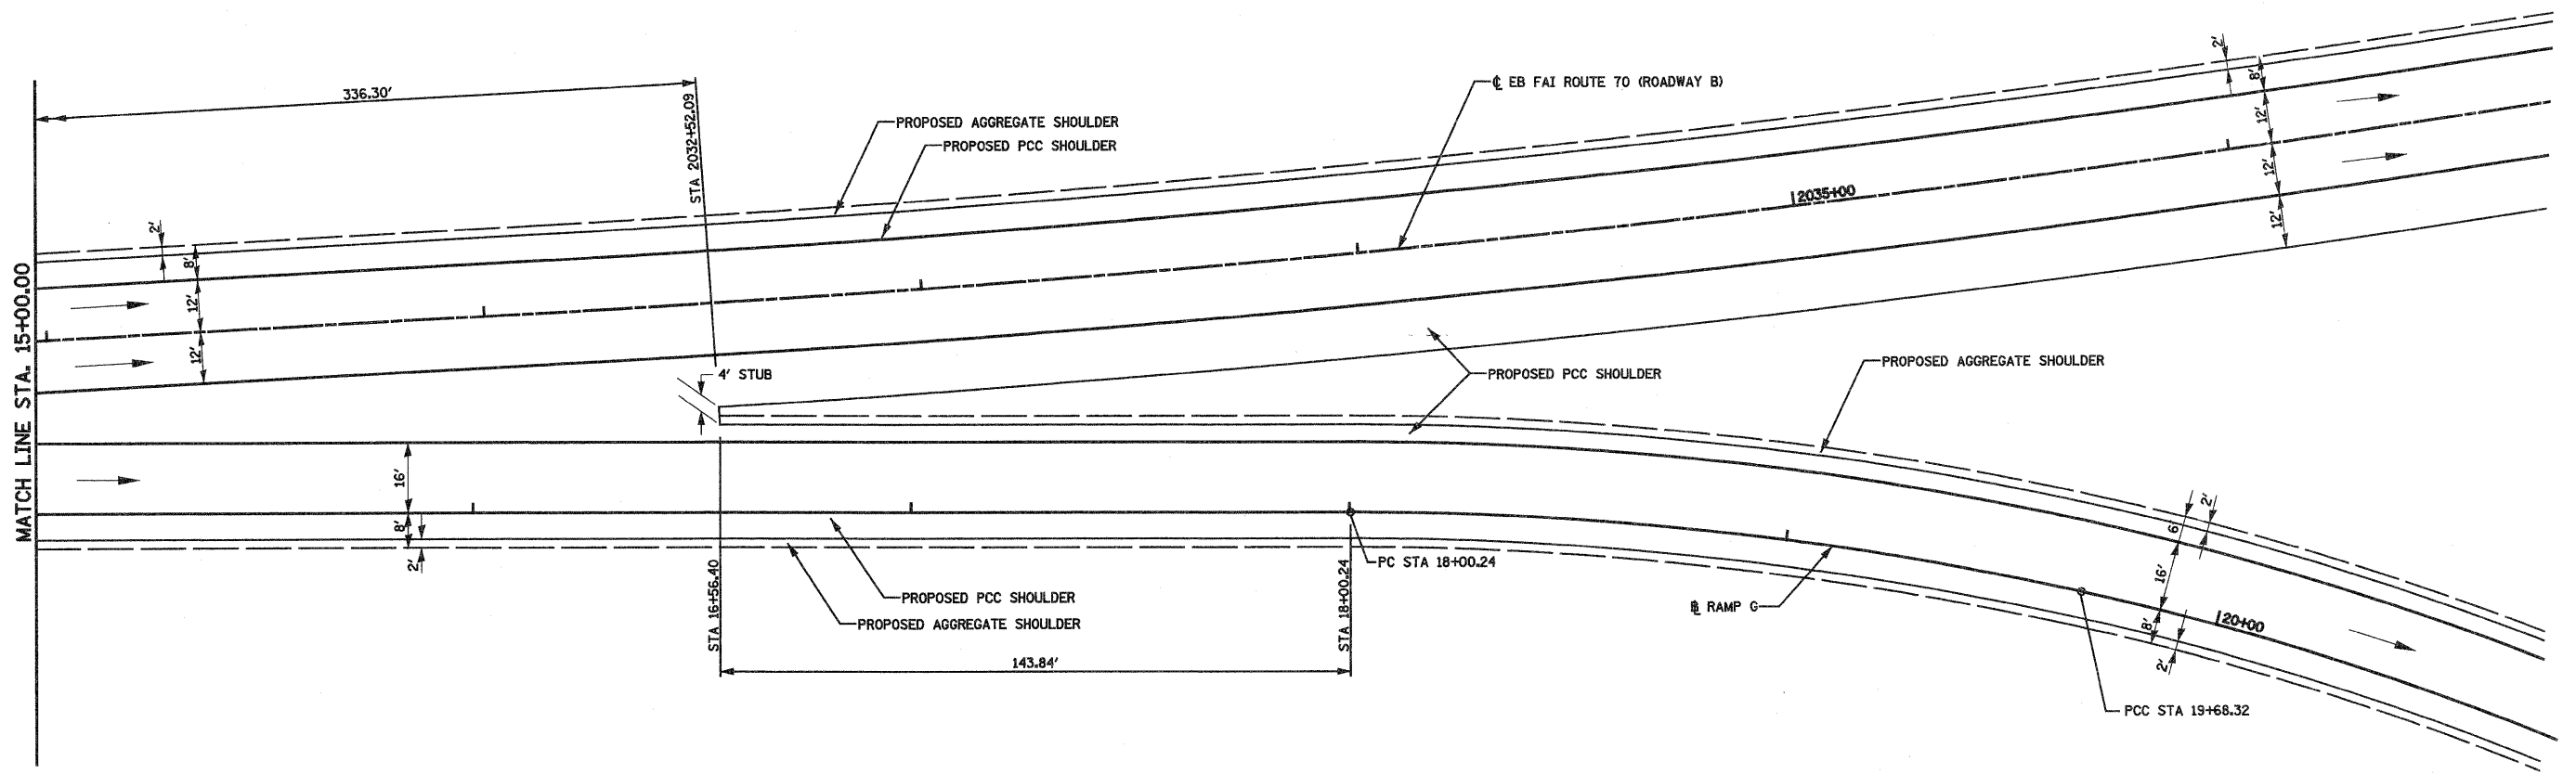 336.30'
STA 2032+52.09
℄ EB FAI ROUTE 70 (ROADWAY B)
PROPOSED AGGREGATE SHOULDER
PROPOSED PCC SHOULDER
2'
8'
12'
12'
12'
2035+00
2'
8'
12'
12'
MATCH LINE STA. 15+00.00
4' STUB
PROPOSED PCC SHOULDER
PROPOSED AGGREGATE SHOULDER
16'
8'
2'
STA 16+56.40
PROPOSED PCC SHOULDER
PROPOSED AGGREGATE SHOULDER
143.84'
STA 18+00.24
PC STA 18+00.24
BL RAMP G
2'
6'
16'
8'
2'
20+00
PCC STA 19+68.32